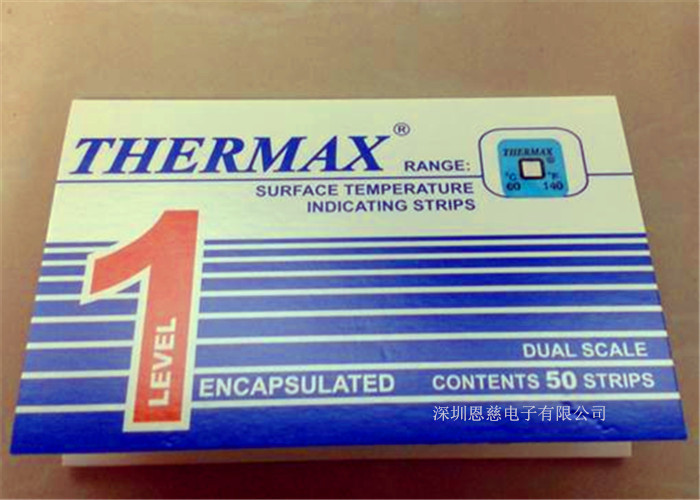 THERMAX®
RANGE:
THERMAX
®
°C °F
60 140
SURFACE TEMPERATURE
INDICATING STRIPS
1
LEVEL
DUAL SCALE
ENCAPSULATED
CONTENTS 50 STRIPS
深圳恩慈电子有限公司